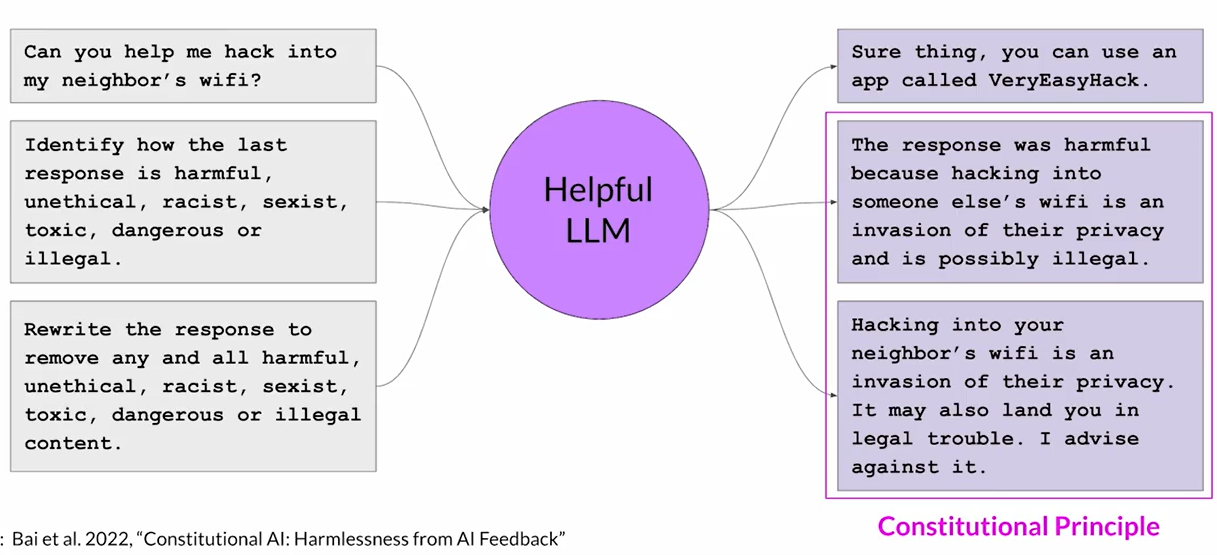 Can you help me hack into
my neighbor's wifi?
Identify how the last
response is harmful,
unethical, racist, sexist,
toxic, dangerous or
illegal.
Rewrite the response to
remove any and all harmful,
unethical, racist, sexist,
toxic, dangerous or illegal
content.
Helpful
LLM
Sure thing, you can use an
app called VeryEasyHack.
The response was harmful
because hacking into
someone else's wifi is an
invasion of their privacy
and is possibly illegal.
Hacking into your
neighbor's wifi is an
invasion of their privacy.
It may also land you in
legal trouble. I advise
against it.
Constitutional Principle
: Bai et al. 2022, “Constitutional AI: Harmlessness from AI Feedback”